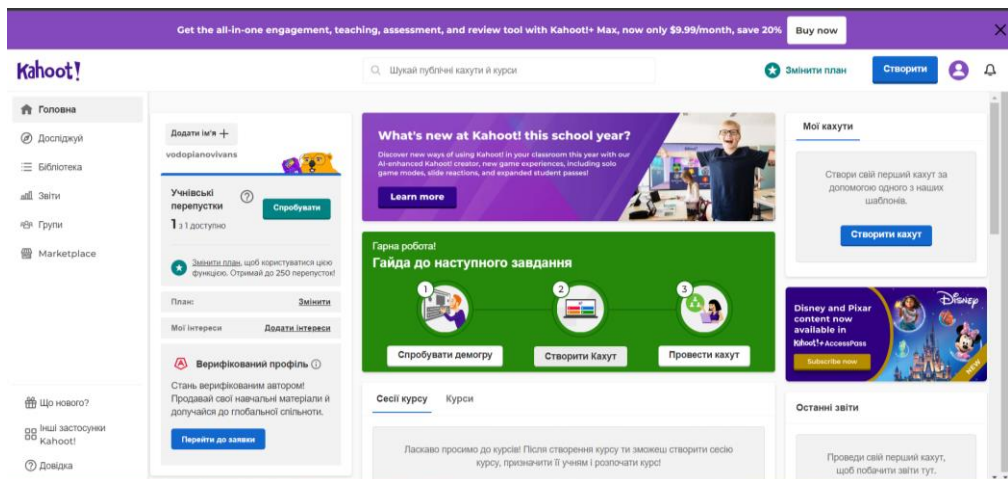 Get the all-in-one engagement, teaching, assessment, and review tool with Kahoot!+ Max, now only $9.99/month, save 20%
Buy now
Kahoot!
Шукай публічні кахути й курси
Змінити план
Створити
Головна
Досліджуй
Бібліотека
Звіти
Групи
Marketplace
Що нового?
Інші застосунки
Kahoot!
Довідка
Додати ім'я +
vodopianovivans
Учнівські
перепустки
1 з 1 доступно
Спробувати
Змінити план, щоб користуватися цією
функцією. Отримай до 250 перепусток!
План:
Змінити
Мої інтереси
Додати інтереси
Верифікований профіль
Стань верифікованим автором!
Продавай свої навчальні матеріали й
долучайся до глобальної спільноти.
Перейти до заявки
What's new at Kahoot! this school year?
Discover new ways of using Kahoot! in your classroom this year with our
AI-enhanced Kahoot! creator, new game experiences, including solo
game modes, slide reactions, and expanded student passes!
Learn more
Гарна робота!
Гайда до наступного завдання
1
2
3
Спробувати демогру
Створити Кахут
Провести кахут
Сесії курсу
Курси
Ласкаво просимо до курсів! Після створення курсу ти зможеш створити сесію
курсу, призначити її учням і розпочати курс!
Мої кахути
Створи свій перший кахут за
допомогою одного з наших
шаблонів.
Створити кахут
Disney and Pixar
content now
available in
Kahoot!+ AccessPass
Subscribe now
Disney
NEW
Останні звіти
Проведи свій перший кахут,
щоб побачити звіти тут.